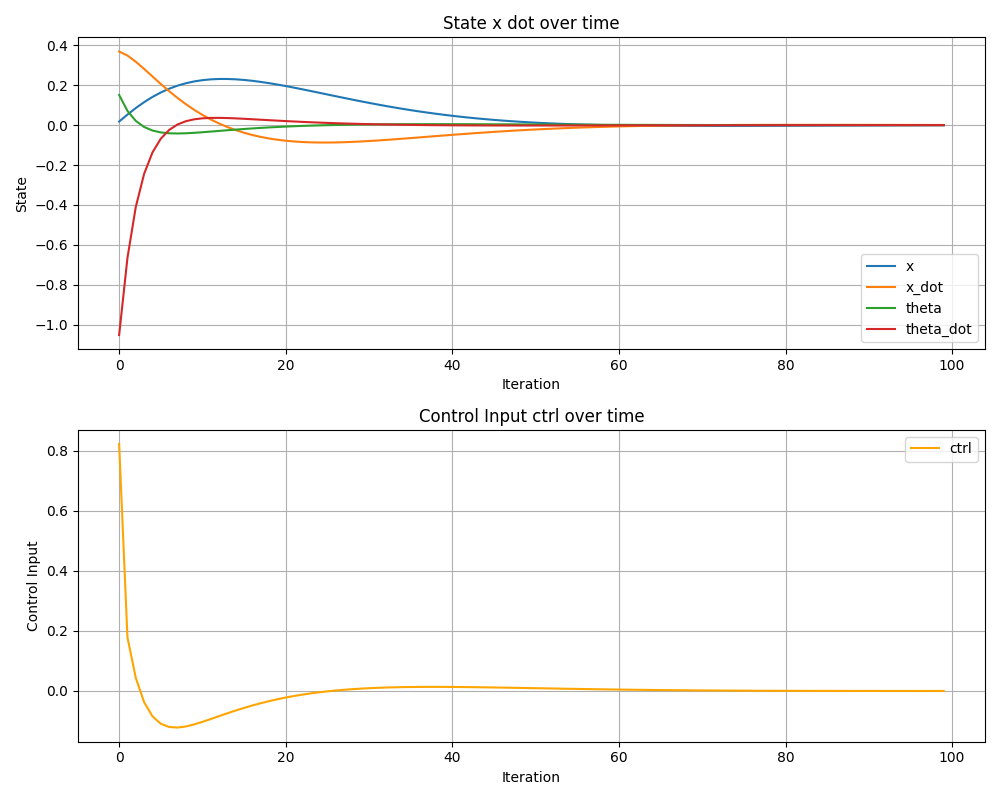 State x dot over time
State
0.4
0.2
0.0
−0.2
−0.4
−0.6
−0.8
−1.0
x
x_dot
theta
theta_dot
0 20 40 60 80 100
Iteration
Control Input ctrl over time
Control Input
0.8
0.6
0.4
0.2
0.0
ctrl
0 20 40 60 80 100
Iteration